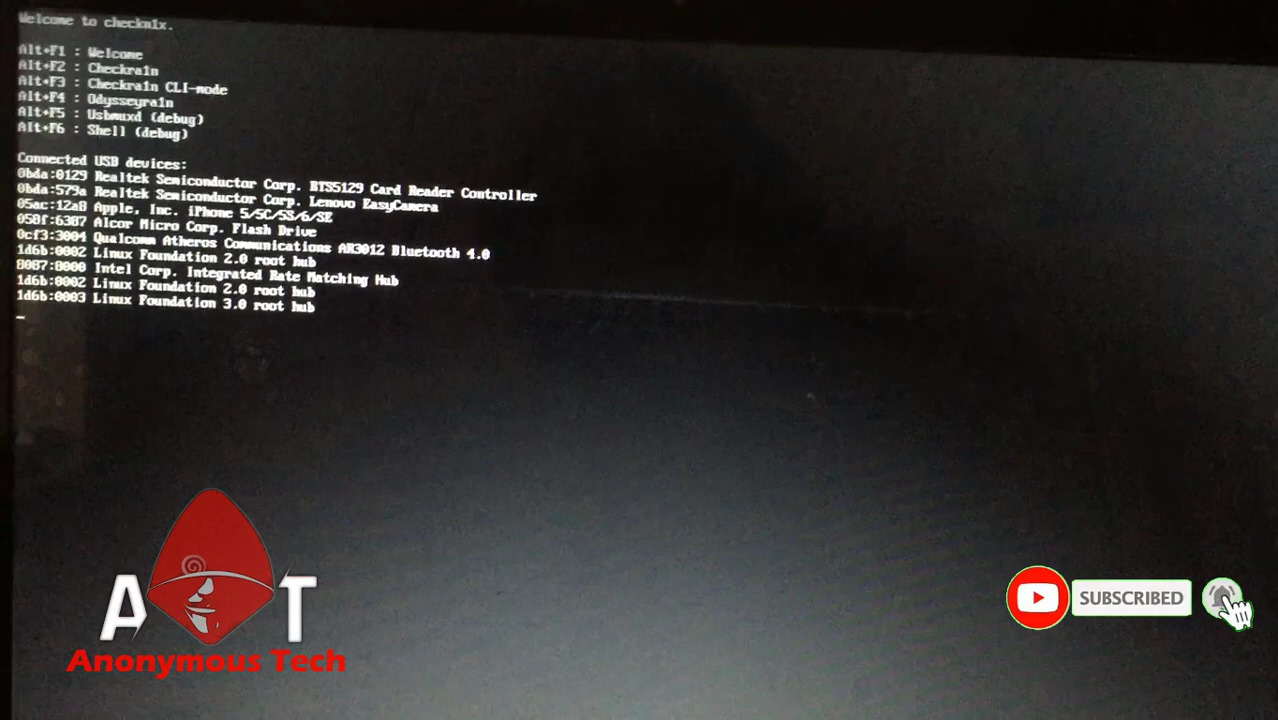 Welcome to checkn1x.
Alt+F1 : Welcome
Alt+F2 : Checkra1n
Alt+F3 : Checkra1n CLI-mode
Alt+F4 : Odysseyra1n
Alt+F5 : Usbmuxd (debug)
Alt+F6 : Shell (debug)
Connected USB devices:
0bda:0129 Realtek Semiconductor Corp. RTS5129 Card Reader Controller
0bda:579a Realtek Semiconductor Corp. Lenovo EasyCamera
05ac:12a8 Apple, Inc. iPhone 5/5C/5S/6/SE
058f:6387 Alcor Micro Corp. Flash Drive
0cf3:3004 Qualcomm Atheros Communications AR3012 Bluetooth 4.0
1d6b:0002 Linux Foundation 2.0 root hub
8087:8000 Intel Corp. Integrated Rate Matching Hub
1d6b:0002 Linux Foundation 2.0 root hub
1d6b:0003 Linux Foundation 3.0 root hub
A T
Anonymous Tech
SUBSCRIBED